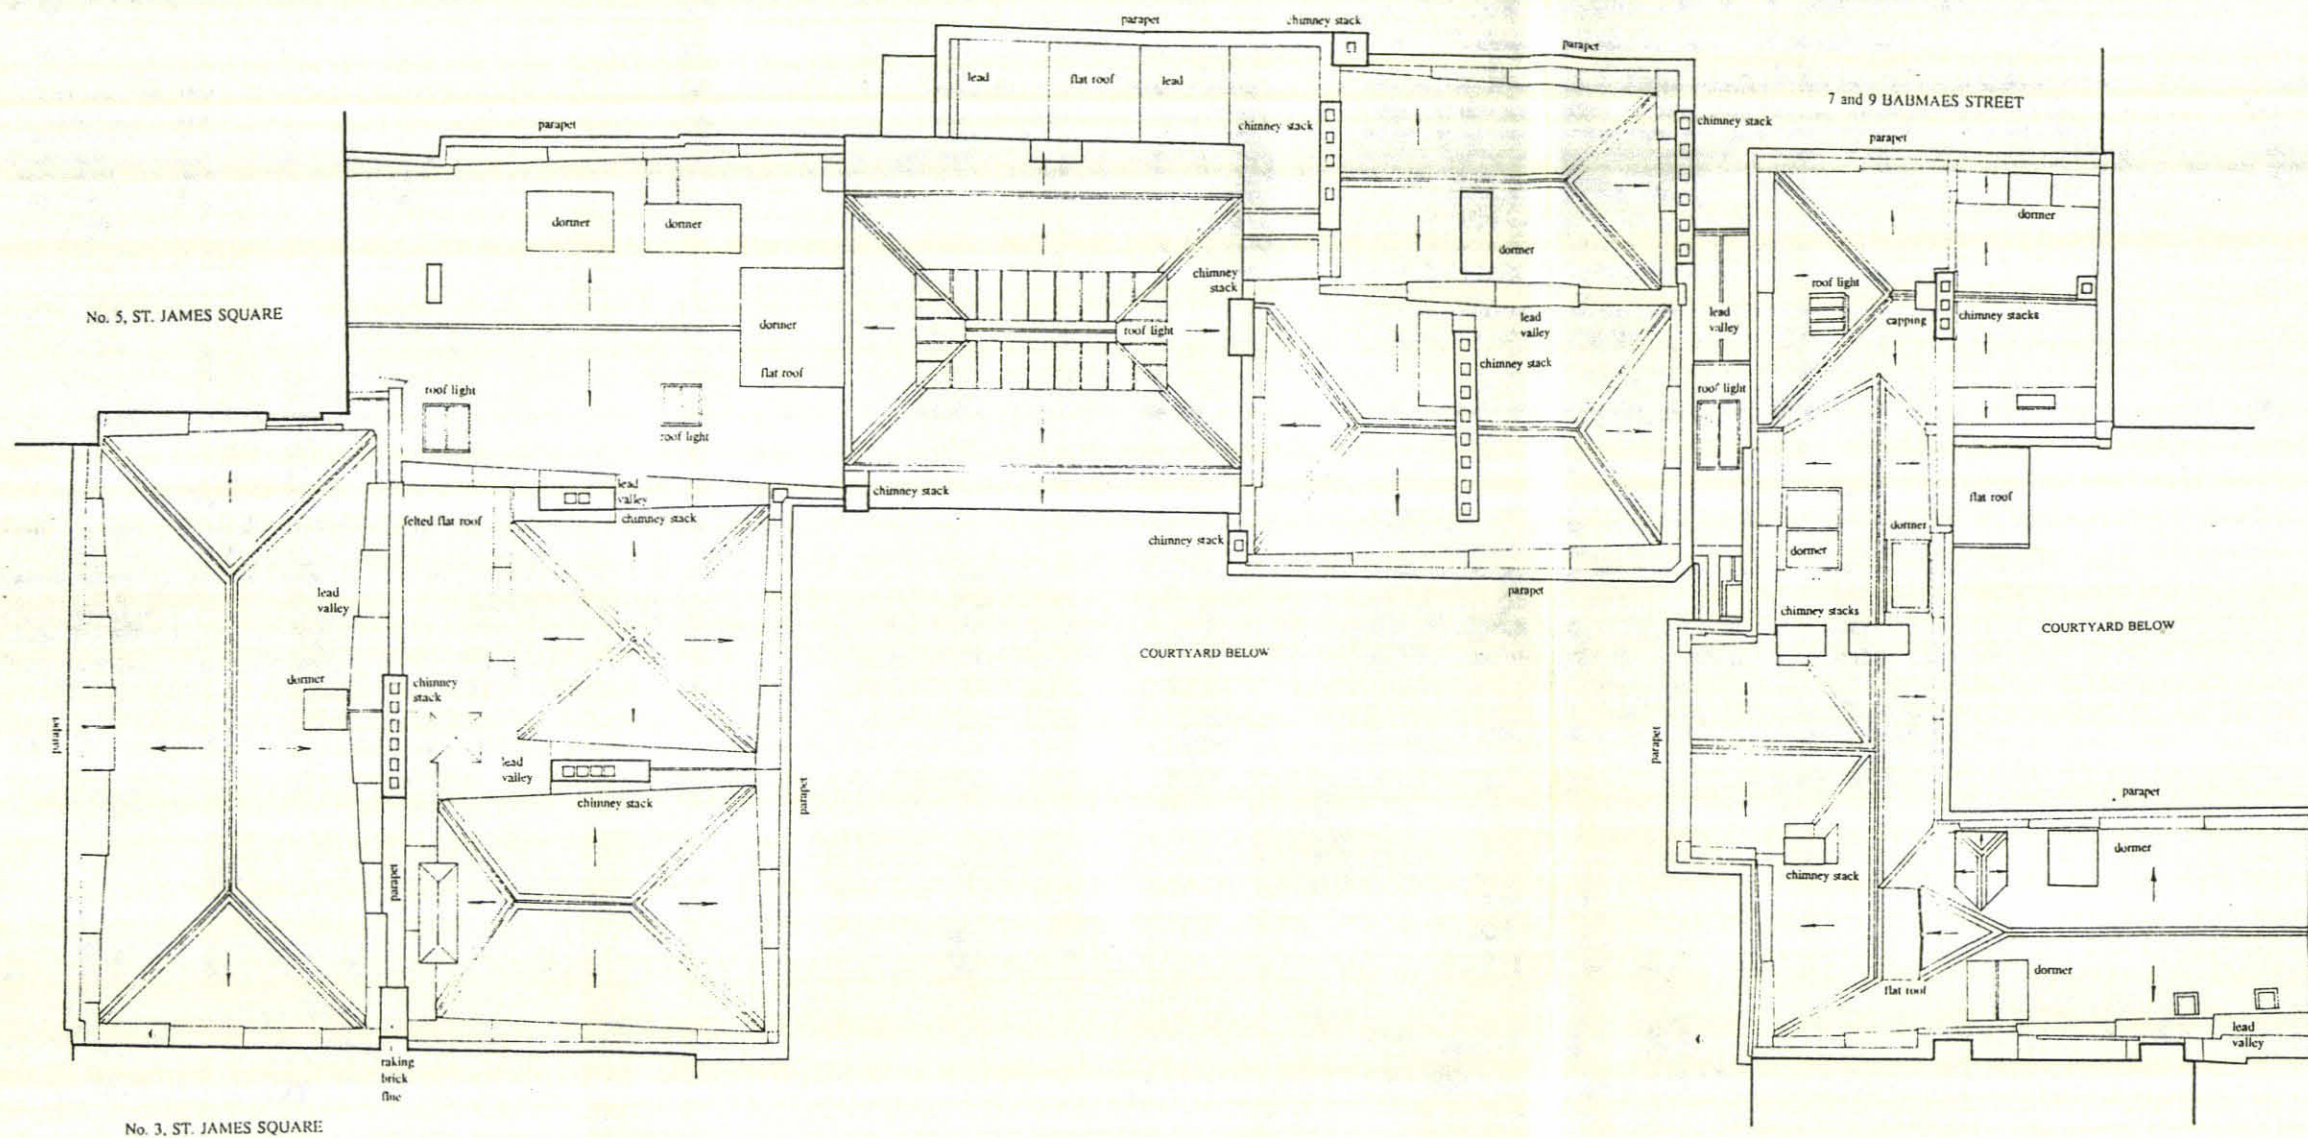 parapet
chimney stack
parapet
lead
flat roof
lead
7 and 9 BABMAES STREET
parapet
chimney stack
chimney stack
parapet
dormer
dormer
dormer
dormer
chimney
stack
roof light
No. 5, ST. JAMES SQUARE
dormer
roof light
lead
valley
lead
valley
capping
chimney stacks
chimney stack
flat roof
roof light
roof light
roof light
lead
valley
chimney stack
chimney stack
felted flat roof
flat roof
dormer
chimney stack
dormer
lead
valley
parapet
chimney stacks
COURTYARD BELOW
COURTYARD BELOW
dormer
chimney
stack
parapet
parapet
lead
valley
chimney stack
parapet
parapet
dormer
parapet
chimney stack
dormer
flat roof
lead
valley
raking
brick
flue
No. 3, ST. JAMES SQUARE